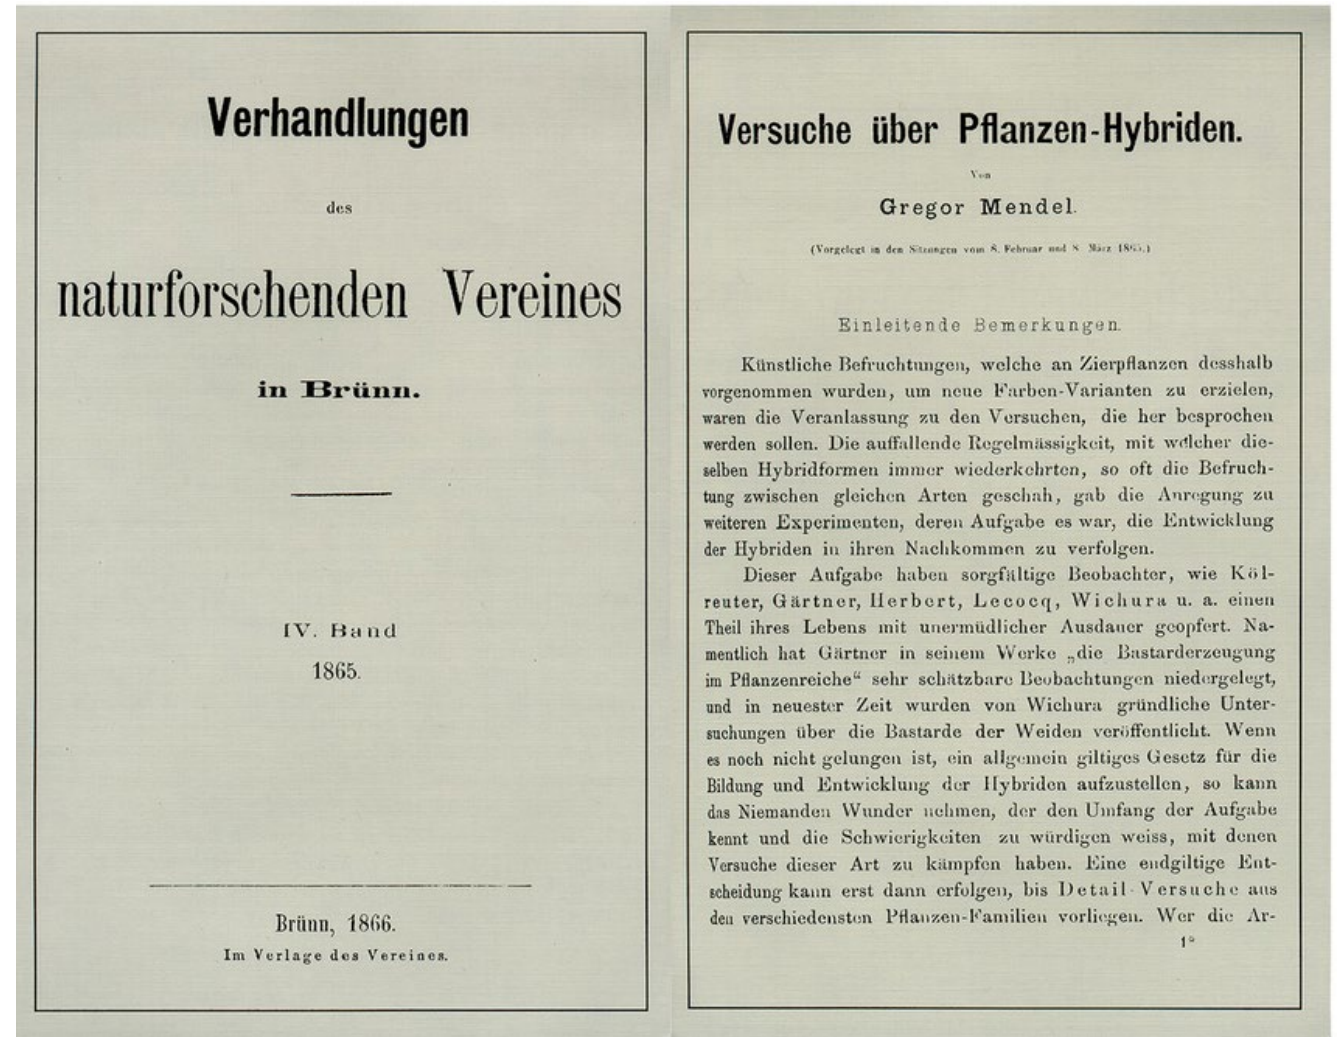 Verhandlungen
des
naturforschenden Vereines
in Brünn.
IV. Band
1865.
Brünn, 1866.
Im Verlage des Vereines.
Versuche über Pflanzen-Hybriden.
Von
Gregor Mendel.
(Vorgelegt in den Sitzungen vom 8. Februar und 8. März 1865.)
Einleitende Bemerkungen.
Künstliche Befruchtungen, welche an Zierpflanzen desshalb
vorgenommen wurden, um neue Farben-Varianten zu erzielen,
waren die Veranlassung zu den Versuchen, die her besprochen
werden sollen. Die auffallende Regelmässigkeit, mit welcher die-
selben Hybridformen immer wiederkehrten, so oft die Befruch-
tung zwischen gleichen Arten geschah, gab die Anregung zu
weiteren Experimenten, deren Aufgabe es war, die Entwicklung
der Hybriden in ihren Nachkommen zu verfolgen.
Dieser Aufgabe haben sorgfältige Beobachter, wie Köl-
reuter, Gärtner, Herbert, Lecocq, Wichura u. a. einen
Theil ihres Lebens mit unermüdlicher Ausdauer geopfert. Na-
mentlich hat Gärtner in seinem Werke „die Bastarderzeugung
im Pflanzenreiche“ sehr schätzbare Beobachtungen niedergelegt,
und in neuester Zeit wurden von Wichura gründliche Unter-
suchungen über die Bastarde der Weiden veröffentlicht. Wenn
es noch nicht gelungen ist, ein allgemein giltiges Gesetz für die
Bildung und Entwicklung der Hybriden aufzustellen, so kann
das Niemanden Wunder nehmen, der den Umfang der Aufgabe
kennt und die Schwierigkeiten zu würdigen weiss, mit denen
Versuche dieser Art zu kämpfen haben. Eine endgiltige Ent-
scheidung kann erst dann erfolgen, bis Detail-Versuche aus
den verschiedensten Pflanzen-Familien vorliegen. Wer die Ar-
1*